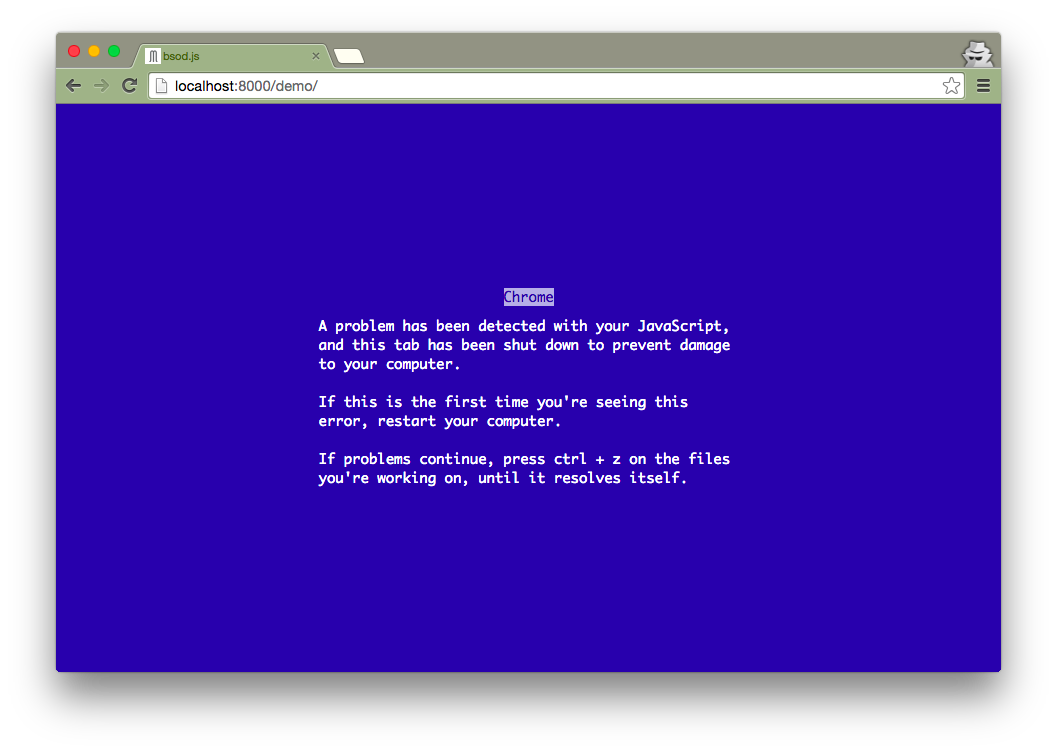 bsod.js
localhost:8000/demo/
Chrome
A problem has been detected with your JavaScript,
and this tab has been shut down to prevent damage
to your computer.
If this is the first time you're seeing this
error, restart your computer.
If problems continue, press ctrl + z on the files
you're working on, until it resolves itself.